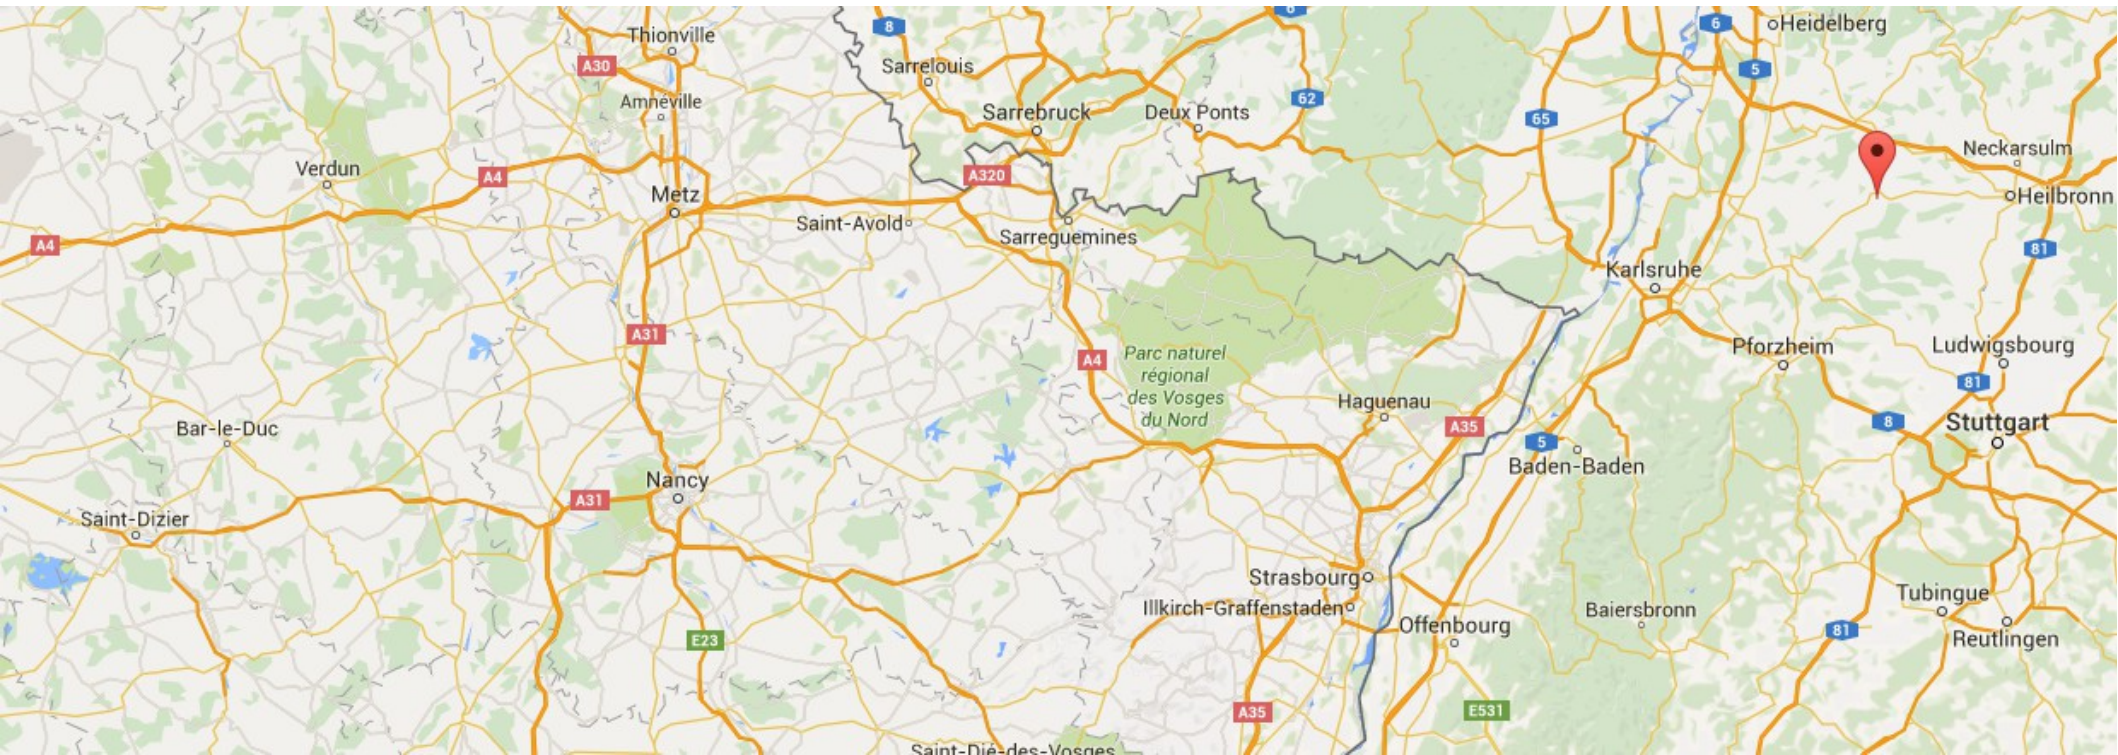 6
8
6
Heidelberg
Thionville
A30
Sarrelouis
5
Amnéville
Sarrebruck
Deux Ponts
62
65
Neckarsulm
Verdun
A4
A320
Metz
Heilbronn
Saint-Avold
Sarreguemines
A4
81
Karlsruhe
A31
Pforzheim
Ludwigsbourg
A4
Parc naturel
régional
des Vosges
du Nord
81
Haguenau
A35
8
Stuttgart
Bar-le-Duc
5
Baden-Baden
Nancy
A31
Saint-Dizier
Strasbourg
Illkirch-Graffenstaden
Tubingue
Baiersbronn
Offenbourg
81
Reutlingen
E23
A35
E531
Saint-Dié-des-Vosges